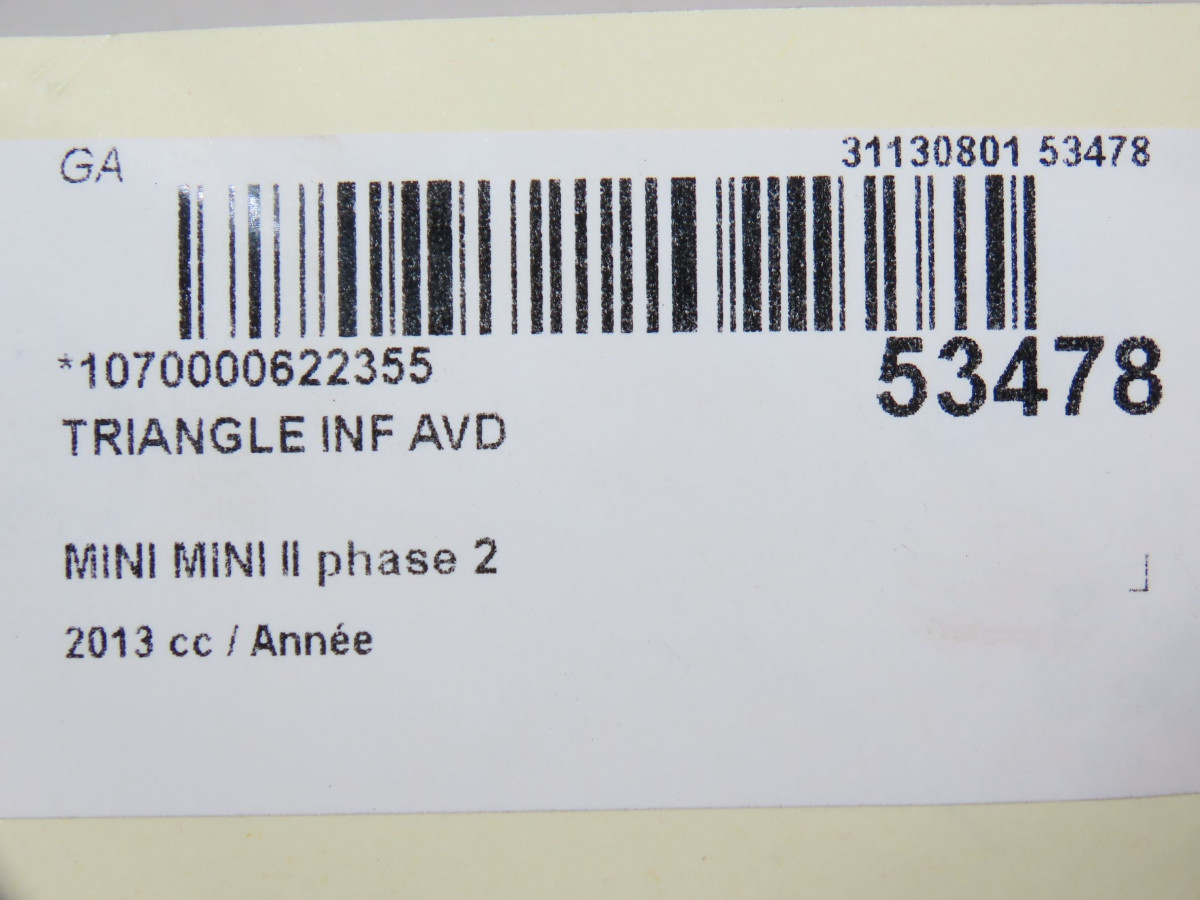 GA
31130801 53478
*1070000622355
53478
TRIANGLE INF AVD
MINI MINI II phase 2
2013 cc / Année